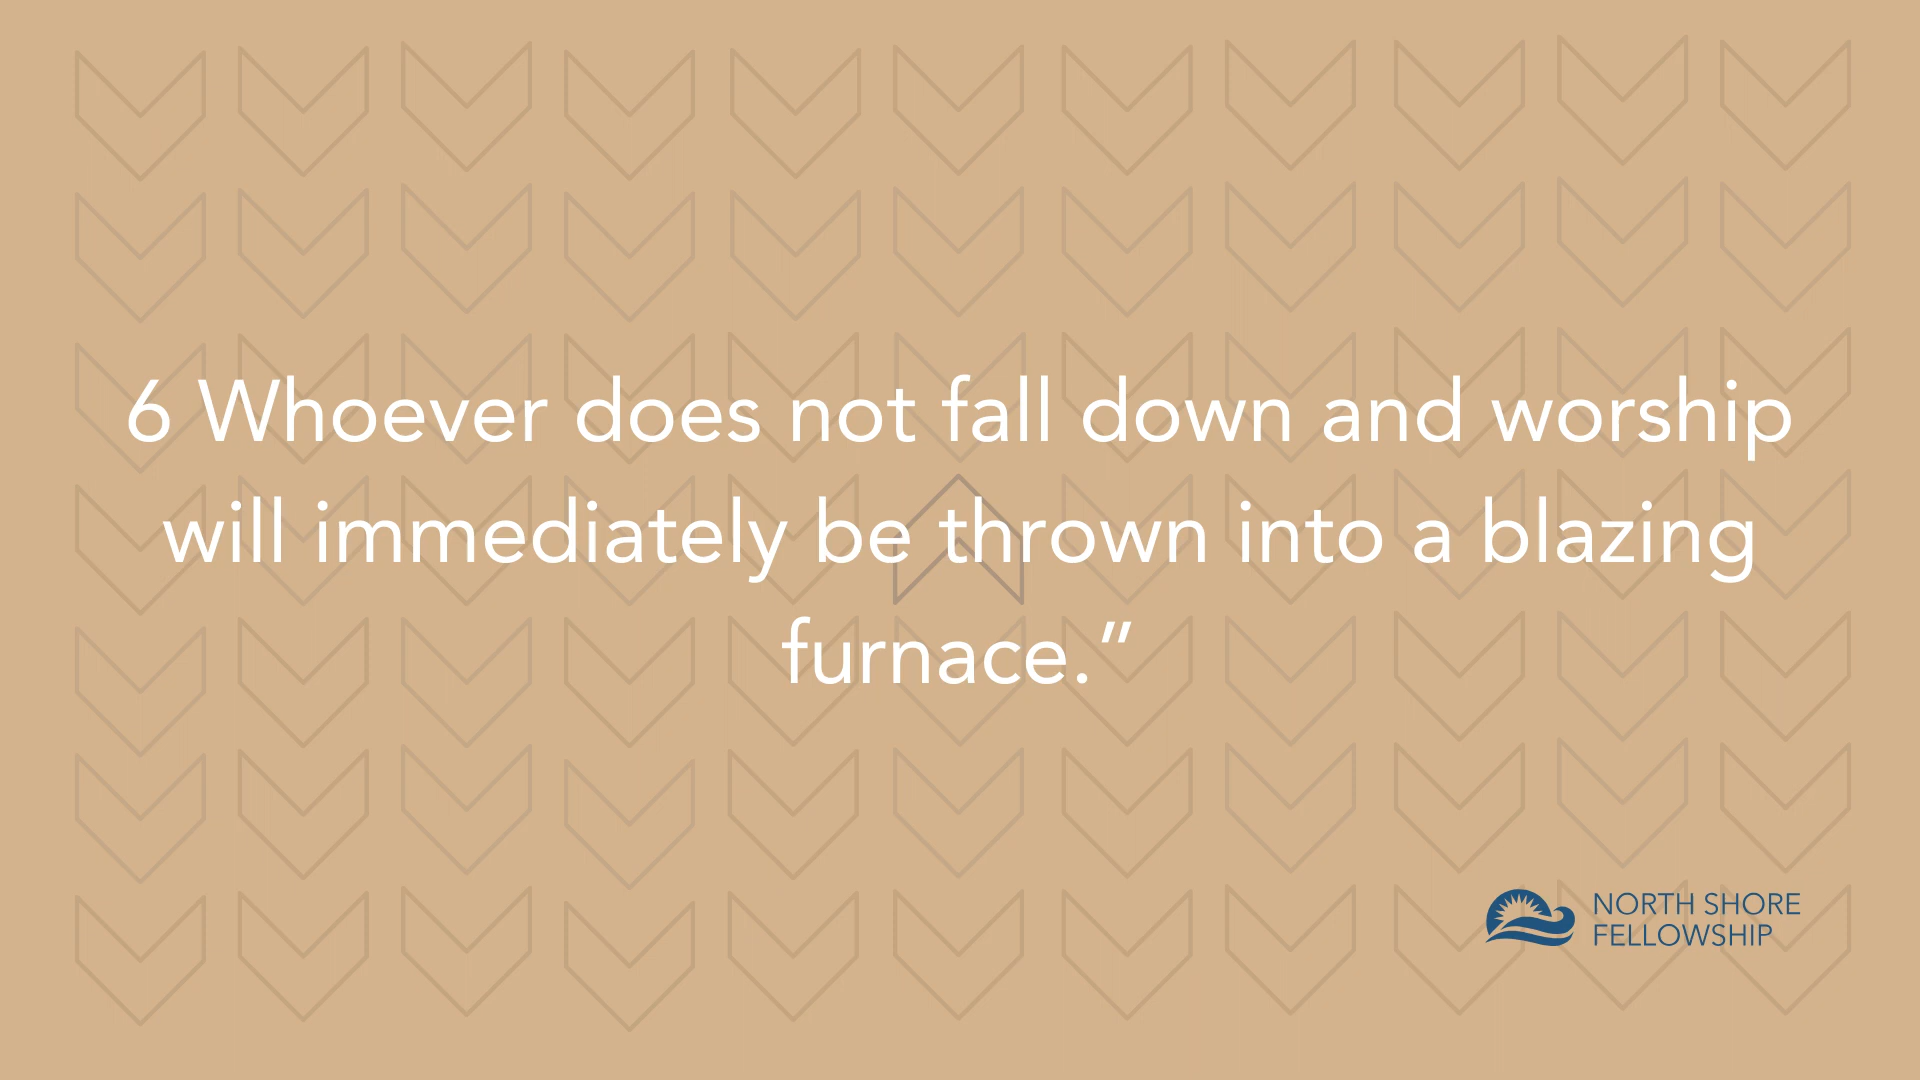 6 Whoever does not fall down and worship
will immediately be thrown into a blazing
furnace.”
NORTH SHORE
FELLOWSHIP